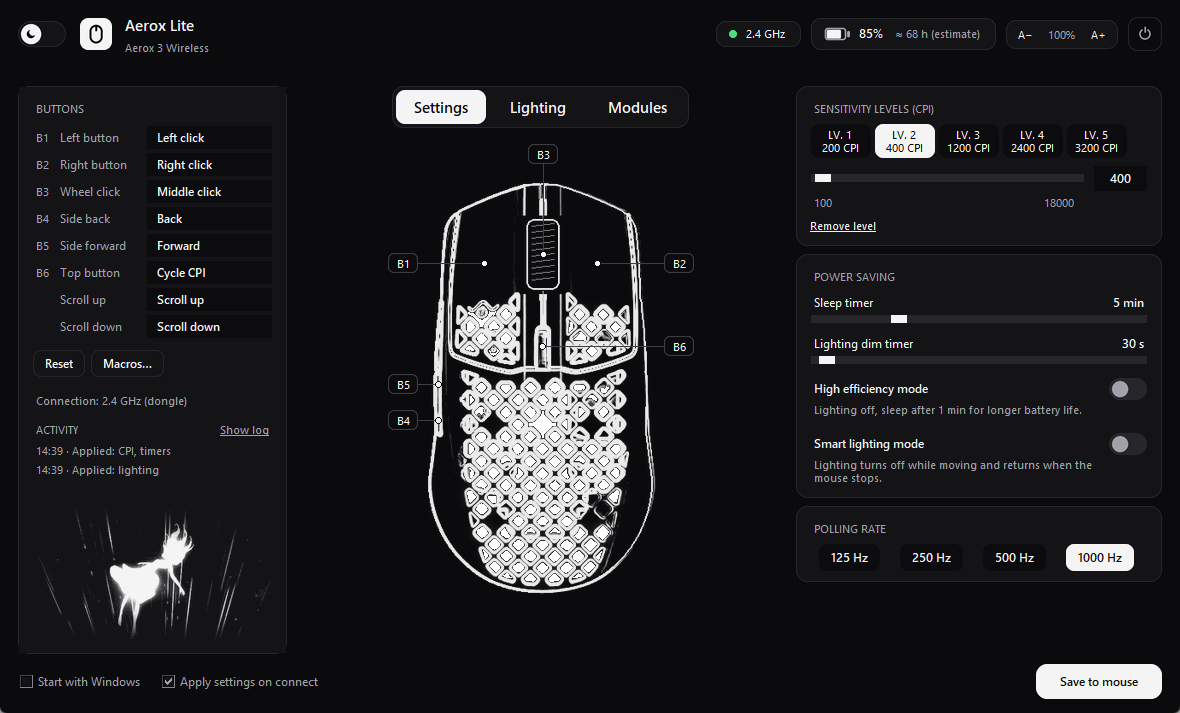 Aerox Lite
Aerox 3 Wireless
2.4 GHz
85% ≈ 68 h (estimate)
A− 100% A+
BUTTONS
B1 Left button Left click
B2 Right button Right click
B3 Wheel click Middle click
B4 Side back Back
B5 Side forward Forward
B6 Top button Cycle CPI
Scroll up Scroll up
Scroll down Scroll down
Reset Macros...
Connection: 2.4 GHz (dongle)
ACTIVITY Show log
14:39 · Applied: CPI, timers
14:39 · Applied: lighting
Settings Lighting Modules
B3
B1
B2
B6
B5
B4
SENSITIVITY LEVELS (CPI)
LV. 1 LV. 2 LV. 3 LV. 4 LV. 5
200 CPI 400 CPI 1200 CPI 2400 CPI 3200 CPI
400
100 18000
Remove level
POWER SAVING
Sleep timer 5 min
Lighting dim timer 30 s
High efficiency mode
Lighting off, sleep after 1 min for longer battery life.
Smart lighting mode
Lighting turns off while moving and returns when the
mouse stops.
POLLING RATE
125 Hz 250 Hz 500 Hz 1000 Hz
Start with Windows Apply settings on connect
Save to mouse